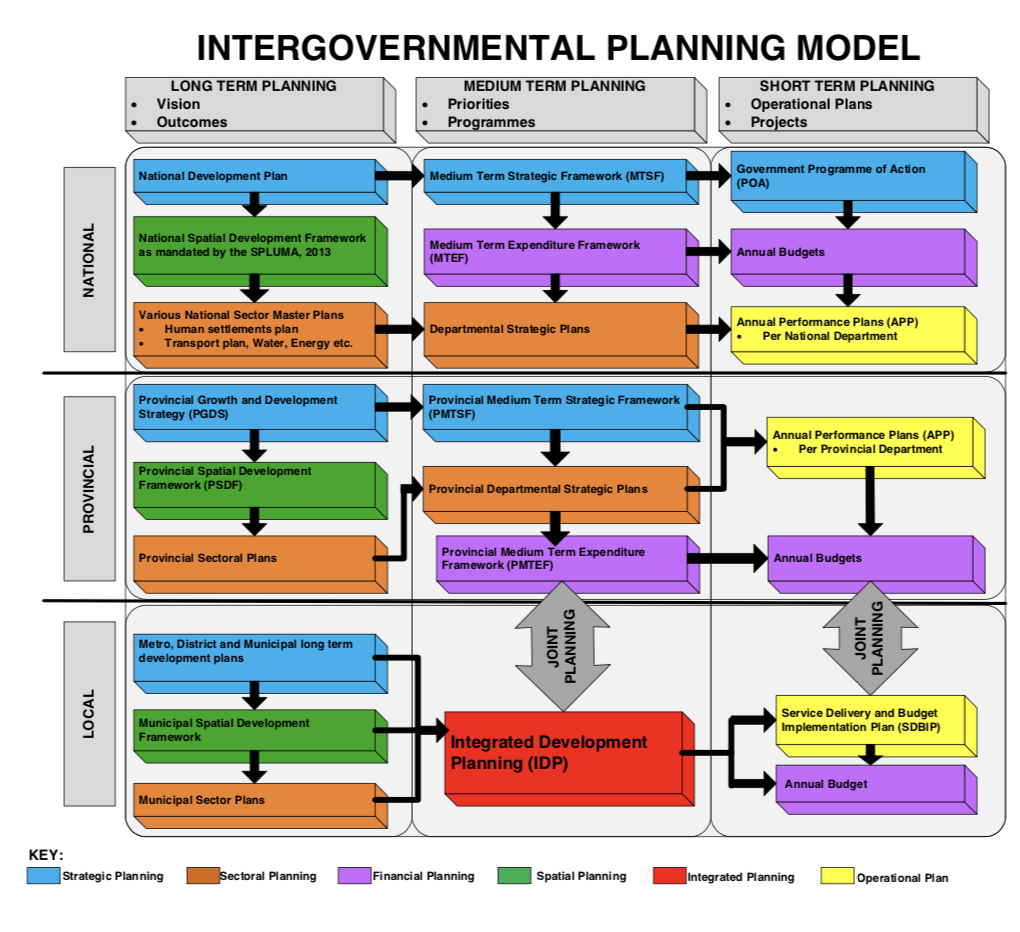 INTERGOVERNMENTAL PLANNING MODEL
LONG TERM PLANNING
• Vision
• Outcomes
MEDIUM TERM PLANNING
• Priorities
• Programmes
SHORT TERM PLANNING
• Operational Plans
• Projects
NATIONAL
National Development Plan
Medium Term Strategic Framework (MTSF)
Government Programme of Action
(POA)
National Spatial Development Framework
as mandated by the SPLUMA, 2013
Medium Term Expenditure Framework
(MTEF)
Annual Budgets
Various National Sector Master Plans
• Human settlements plan
• Transport plan, Water, Energy etc.
Departmental Strategic Plans
Annual Performance Plans (APP)
• Per National Department
PROVINCIAL
Provincial Growth and Development
Strategy (PGDS)
Provincial Medium Term Strategic Framework
(PMTSF)
Annual Performance Plans (APP)
• Per Provincial Department
Provincial Spatial Development
Framework (PSDF)
Provincial Departmental Strategic Plans
Provincial Sectoral Plans
Provincial Medium Term Expenditure
Framework (PMTEF)
Annual Budgets
JOINT
PLANNING
JOINT
PLANNING
LOCAL
Metro, District and Municipal long term
development plans
Municipal Spatial Development
Framework
Municipal Sector Plans
Integrated Development
Planning (IDP)
Service Delivery and Budget
Implementation Plan (SDBIP)
Annual Budget
KEY:
Strategic Planning
Sectoral Planning
Financial Planning
Spatial Planning
Integrated Planning
Operational Plan